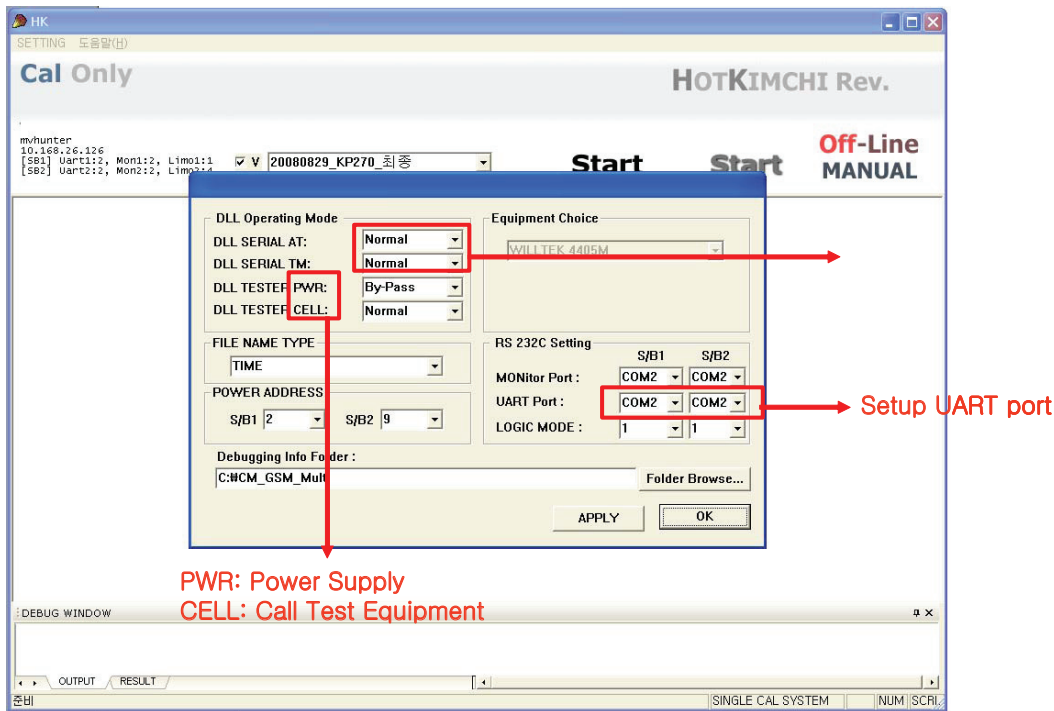 HK
SETTING 도움말(H)
Cal Only
HOTKIMCHI Rev.
mvhunter
10.168.26.126
[SB1] Uart1:2, Mon1:2, Limo1:1
[SB2] Uart2:2, Mon2:2,
V 20080829_KP270_최종
Start
Start
Off-Line
MANUAL
DLL Operating Mode
DLL SERIAL AT: Normal
DLL SERIAL TM: Normal
DLL TESTER PWR: By-Pass
DLL TESTER CELL: Normal
Equipment Choice
WILLTEK 4405M
FILE NAME TYPE
TIME
POWER ADDRESS
S/B1 2 S/B2 9
RS 232C Setting
S/B1 S/B2
MONitor Port : COM2 COM2
UART Port : COM2 COM2
LOGIC MODE : 1 1
Setup UART port
Debugging Info Folder :
C:₩CM_GSM_Multi
Folder Browse...
APPLY OK
PWR: Power Supply
CELL: Call Test Equipment
DEBUG WINDOW
OUTPUT RESULT
준비 SINGLE CAL SYSTEM NUM SCRL